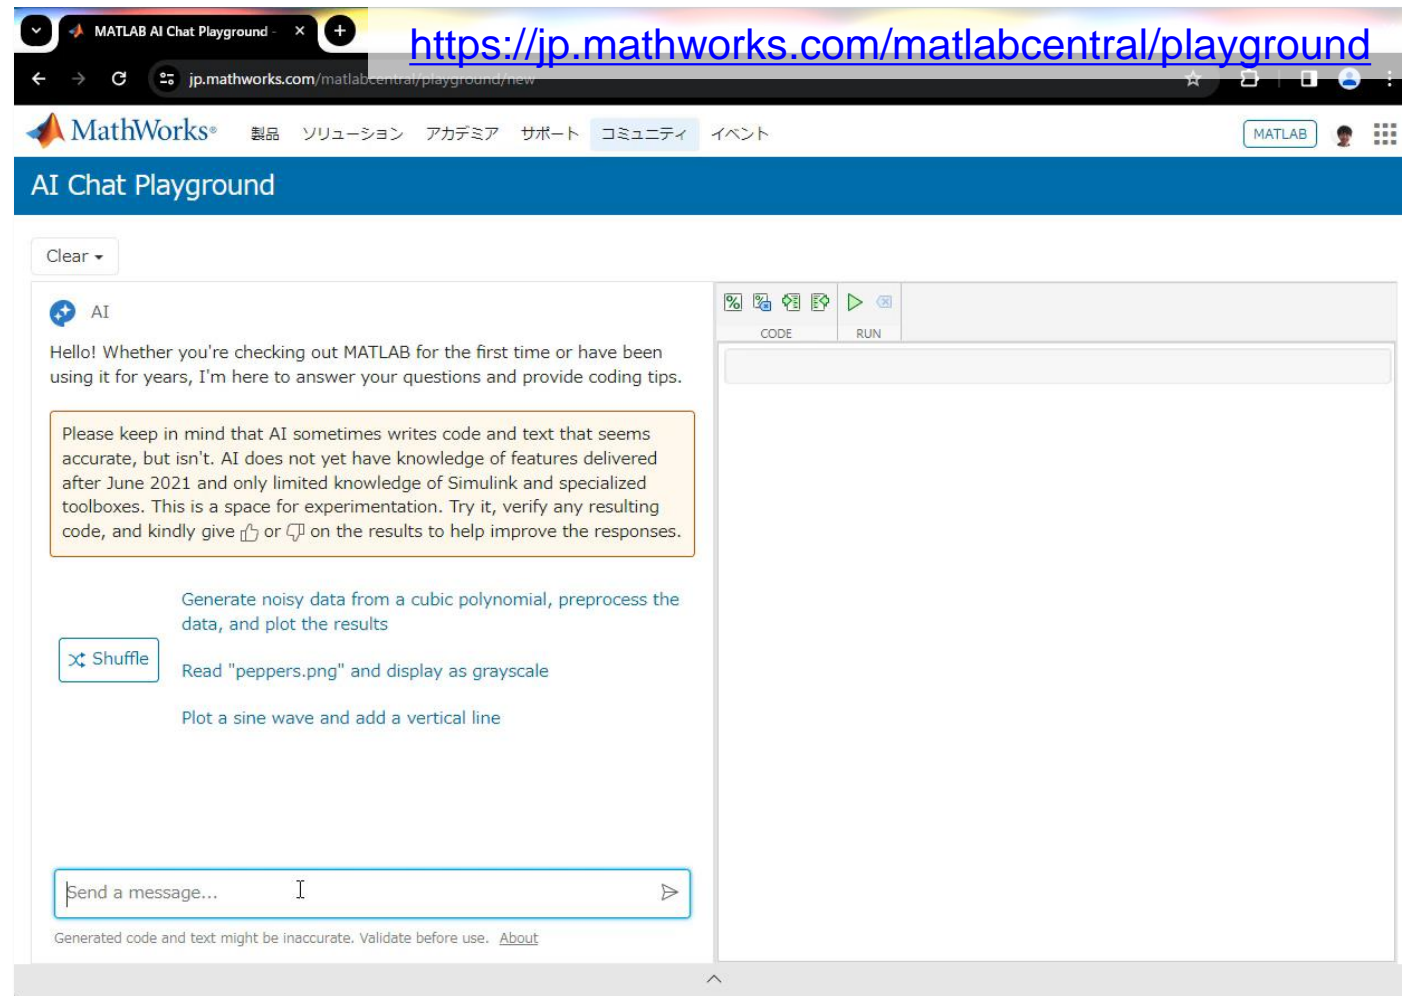 MATLAB AI Chat Playground -
https://jp.mathworks.com/matlabcentral/playground
jp.mathworks.com/matlabcentral/playground/new
MathWorks®
製品 ソリューション アカデミア サポート コミュニティ イベント
MATLAB
AI Chat Playground
Clear
AI
Hello! Whether you're checking out MATLAB for the first time or have been
using it for years, I'm here to answer your questions and provide coding tips.
Please keep in mind that AI sometimes writes code and text that seems
accurate, but isn't. AI does not yet have knowledge of features delivered
after June 2021 and only limited knowledge of Simulink and specialized
toolboxes. This is a space for experimentation. Try it, verify any resulting
code, and kindly give or on the results to help improve the responses.
Generate noisy data from a cubic polynomial, preprocess the
data, and plot the results
Shuffle
Read "peppers.png" and display as grayscale
Plot a sine wave and add a vertical line
Send a message...
Generated code and text might be inaccurate. Validate before use. About
CODE
RUN